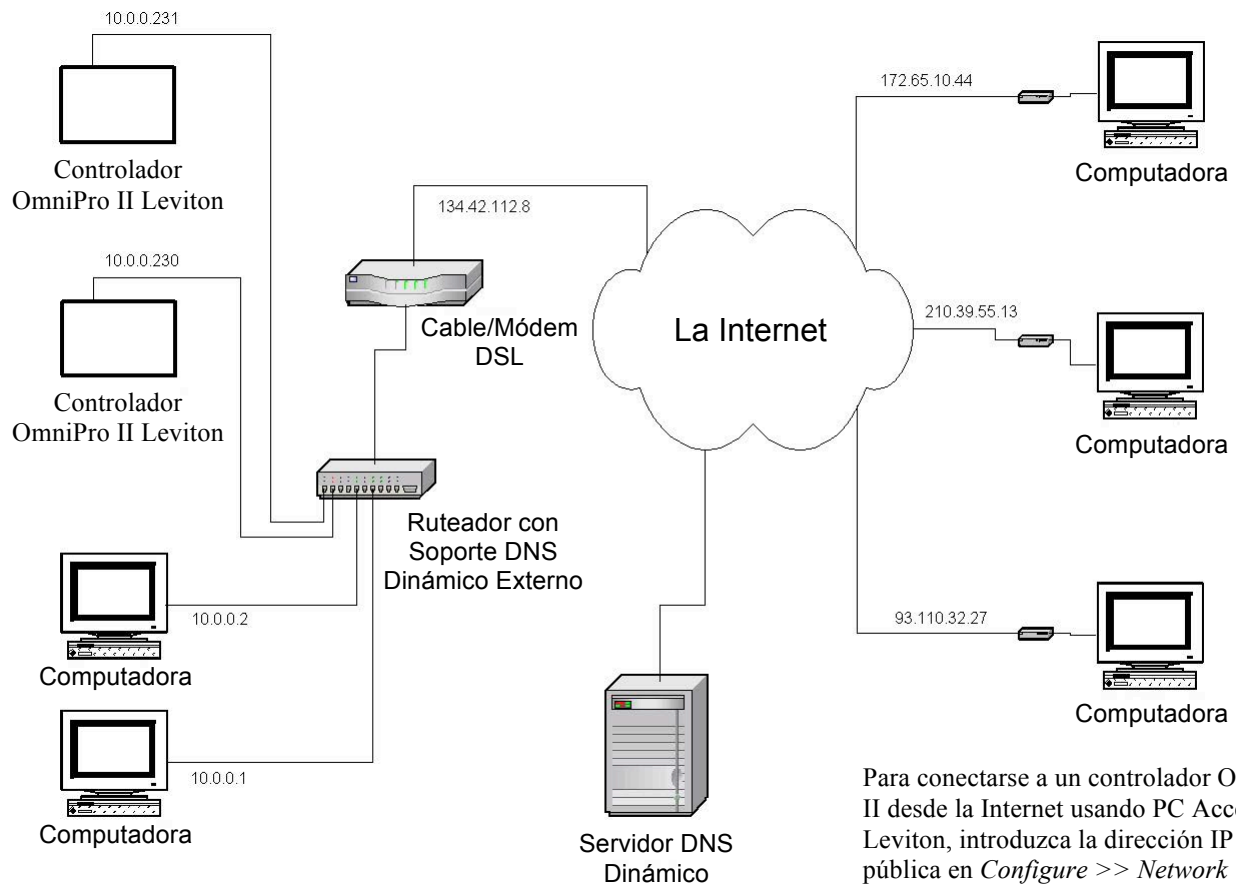 10.0.0.231
Controlador
OmniPro II Leviton
10.0.0.230
Controlador
OmniPro II Leviton
134.42.112.8
Cable/Módem
DSL
Ruteador con
Soporte DNS
Dinámico Externo
10.0.0.2
Computadora
10.0.0.1
Computadora
La Internet
Servidor DNS
Dinámico
172.65.10.44
Computadora
210.39.55.13
Computadora
93.110.32.27
Computadora
Para conectarse a un controlador
II desde la Internet usando PC
Leviton, introduzca la dirección IP
pública en Configure >> Network